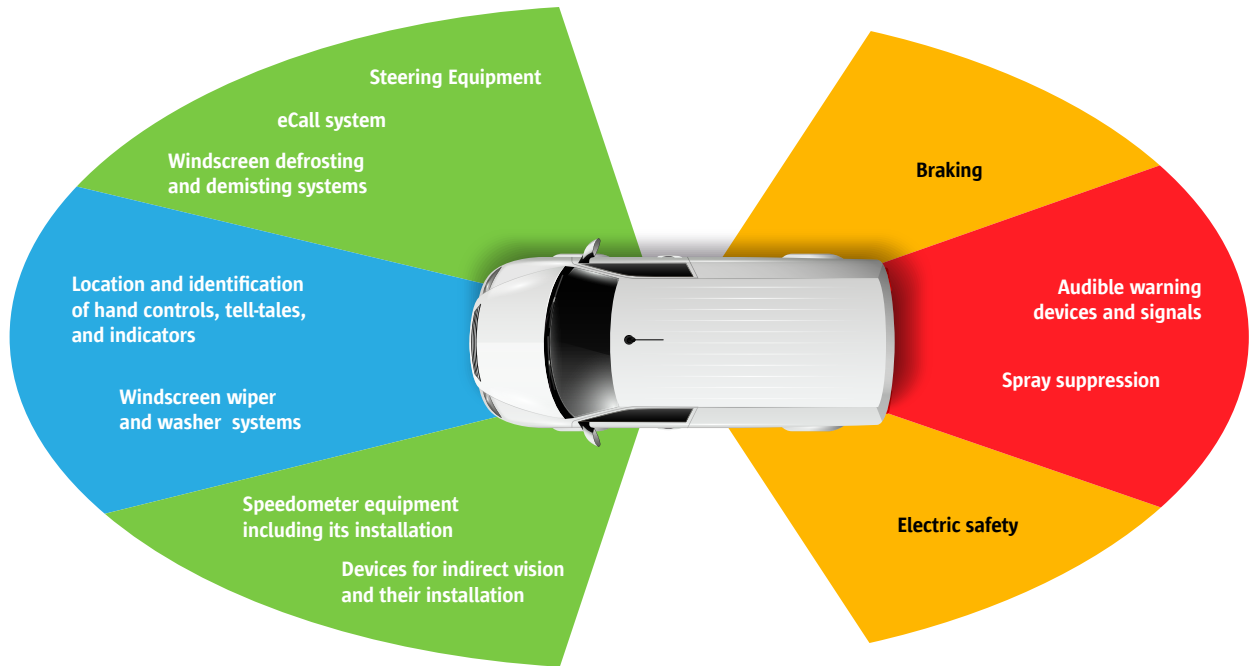 Steering Equipment
eCall system
Windscreen defrosting
and demisting systems
Location and identification
of hand controls, tell-tales,
and indicators
Windscreen wiper
and washer systems
Speedometer equipment
including its installation
Devices for indirect vision
and their installation
Braking
Audible warning
devices and signals
Spray suppression
Electric safety